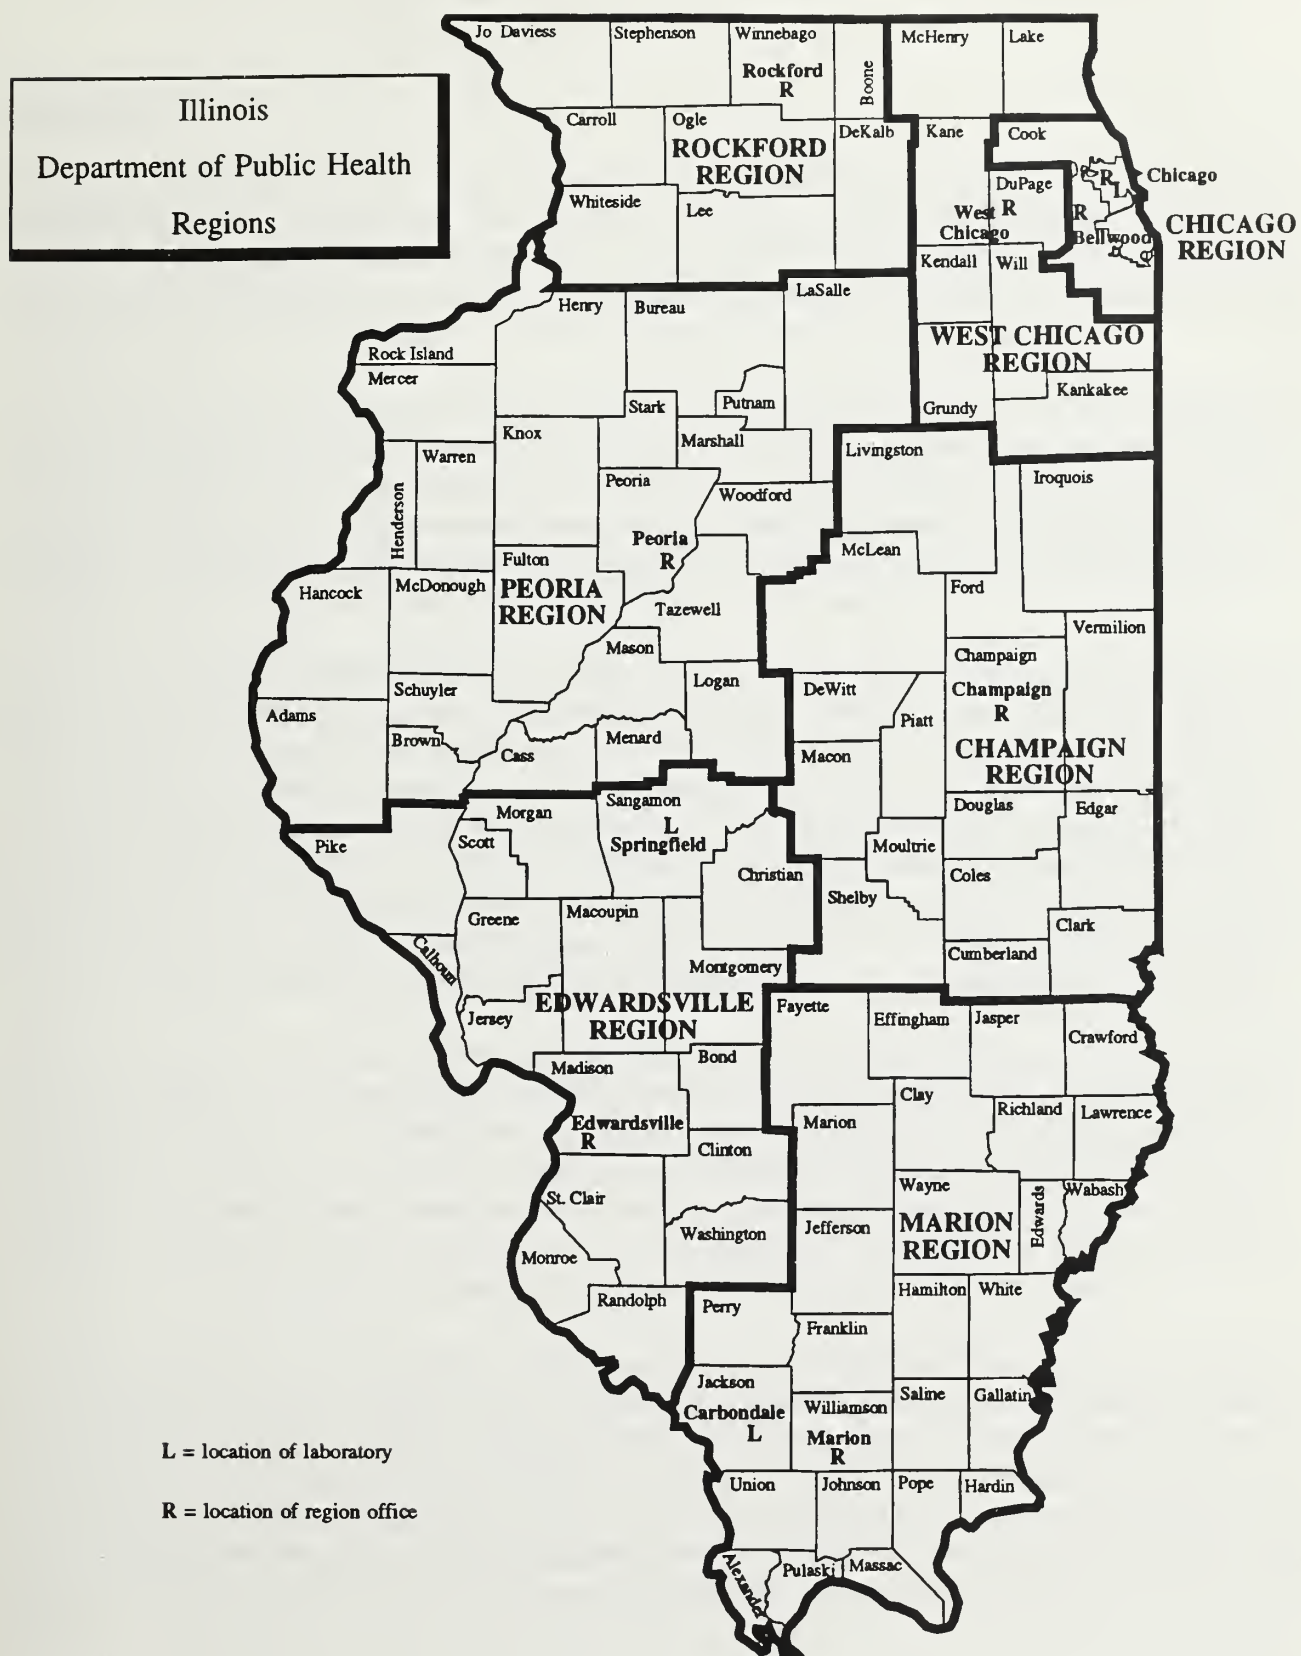 Illinois
Department of Public Health
Regions
Jo Daviess
Stephenson
Winnebago
Rockford
R
Boone
McHenry
Lake
Carroll
Ogle
ROCKFORD
REGION
DeKalb
Kane
Cook
DuPage
R
West
Chicago
R
L
Chicago
R
Bellwood
CHICAGO
REGION
Whiteside
Lee
Kendall
Will
Henry
Bureau
LaSalle
WEST CHICAGO
REGION
Rock Island
Mercer
Stark
Putnam
Grundy
Kankakee
Knox
Marshall
Warren
Henderson
Livingston
Iroquois
Peoria
Woodford
Peoria
R
McLean
Fulton
PEORIA
REGION
Hancock
McDonough
Tazewell
Ford
Vermilion
Mason
Champaign
Logan
DeWitt
Champaign
R
CHAMPAIGN
REGION
Schuyler
Adams
Piatt
Brown
Cass
Menard
Macon
Sangamon
L
Springfield
Morgan
Scott
Pike
Douglas
Edgar
Moultrie
Christian
Coles
Shelby
Greene
Macoupin
Clark
Calhoun
Montgomery
Cumberland
EDWARDSVILLE
REGION
Jersey
Fayette
Effingham
Jasper
Crawford
Bond
Madison
Clay
Richland
Lawrence
Edwardsville
R
Marion
Clinton
Wayne
Edwards
Wabash
St. Clair
Washington
Jefferson
MARION
REGION
Monroe
Randolph
Perry
Hamilton
White
Franklin
Jackson
Carbondale
L
Williamson
Marion
R
Saline
Gallatin
Union
Johnson
Pope
Hardin
Alexander
Pulaski
Massac
L = location of laboratory
R = location of region office